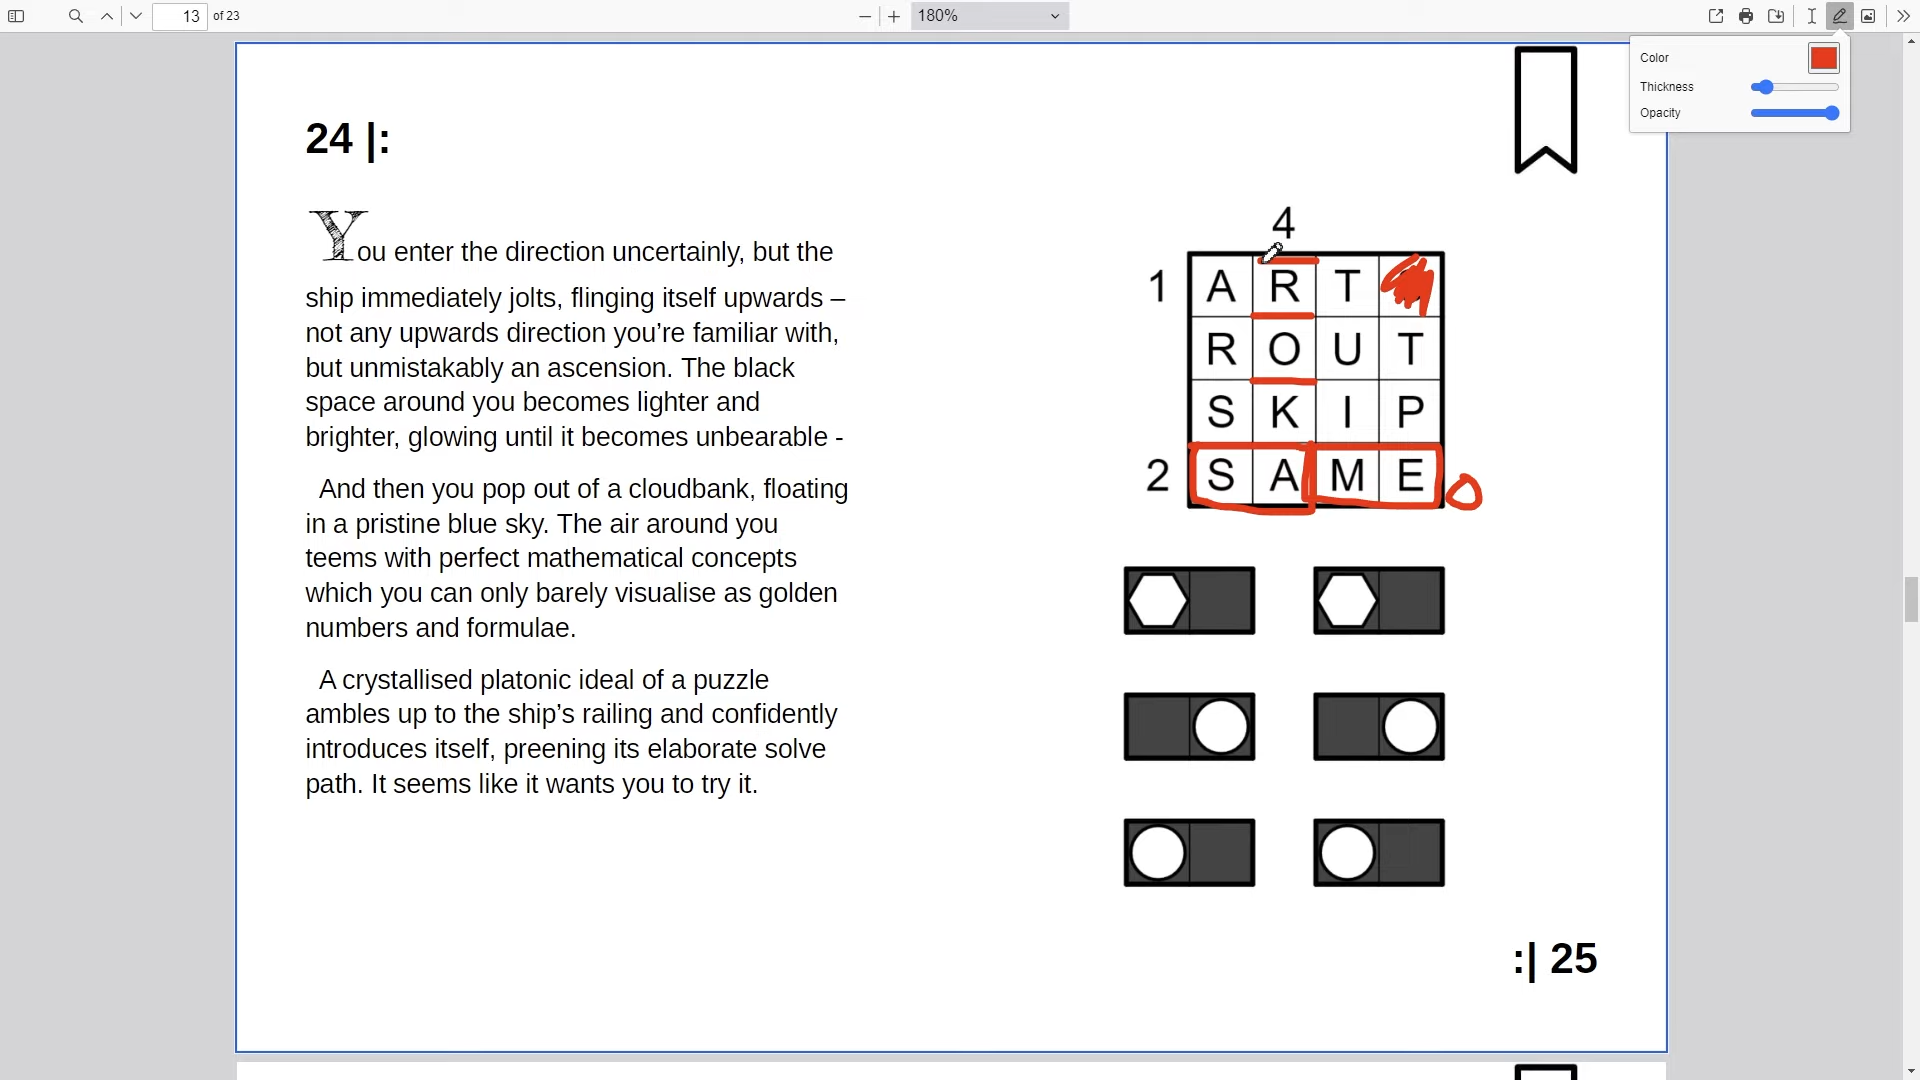 13 of 23
180%
Color
Thickness
Opacity
24 |:
You enter the direction uncertainly, but the
ship immediately jolts, flinging itself upwards –
not any upwards direction you’re familiar with,
but unmistakably an ascension. The black
space around you becomes lighter and
brighter, glowing until it becomes unbearable -
And then you pop out of a cloudbank, floating
in a pristine blue sky. The air around you
teems with perfect mathematical concepts
which you can only barely visualise as golden
numbers and formulae.
A crystallised platonic ideal of a puzzle
ambles up to the ship’s railing and confidently
introduces itself, preening its elaborate solve
path. It seems like it wants you to try it.
4
1 A R T
R O U T
S K I P
2 S A M E
:| 25